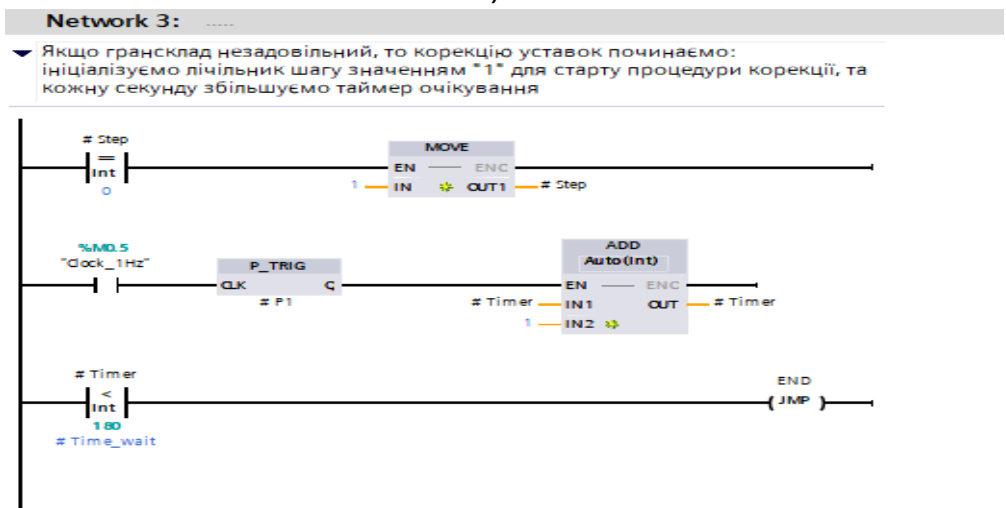 Network 3: .....
Якщо грансклад незадовільний, то корекцію уставок починаємо:
ініціалізуємо лічільник шагу значенням "1" для старту процедури корекції, та
кожну секунду збільшуємо таймер очікування
# Step
==
Int
0
MOVE
EN ENO
1 IN OUT1 # Step
%M0.5
"Clock_1Hz"
P_TRIG
CLK Q
# P1
ADD
Auto (Int)
EN ENO
# Timer IN1 OUT # Timer
1 IN2
# Timer
<
Int
180
# Time_wait
END
( JMP )